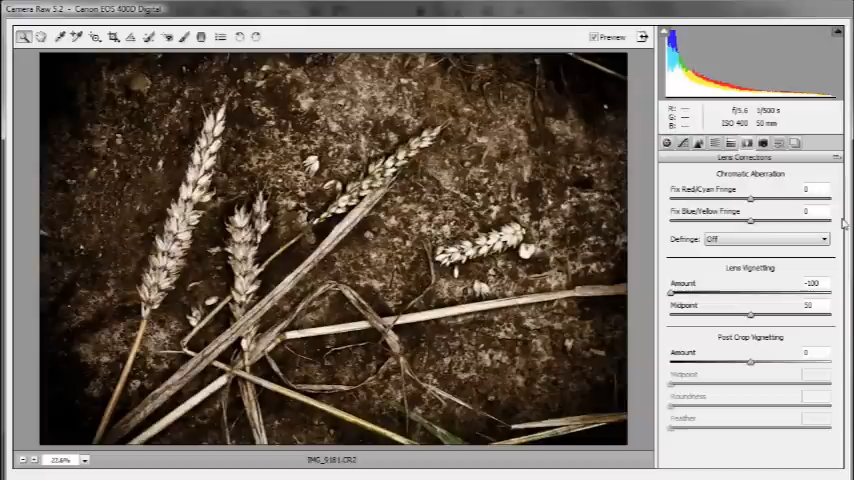 Camera Raw 5.2 - Canon EOS 400D Digital
Preview
R: ---
G: ---
B: ---
f/5.6 1/500 s
ISO 400 50 mm
Lens Corrections
Chromatic Aberration
Fix Red/Cyan Fringe 0
Fix Blue/Yellow Fringe 0
Defringe: Off
Lens Vignetting
Amount -100
Midpoint 50
Post Crop Vignetting
Amount 0
Midpoint
Roundness
Feather
IMG_9181.CR2